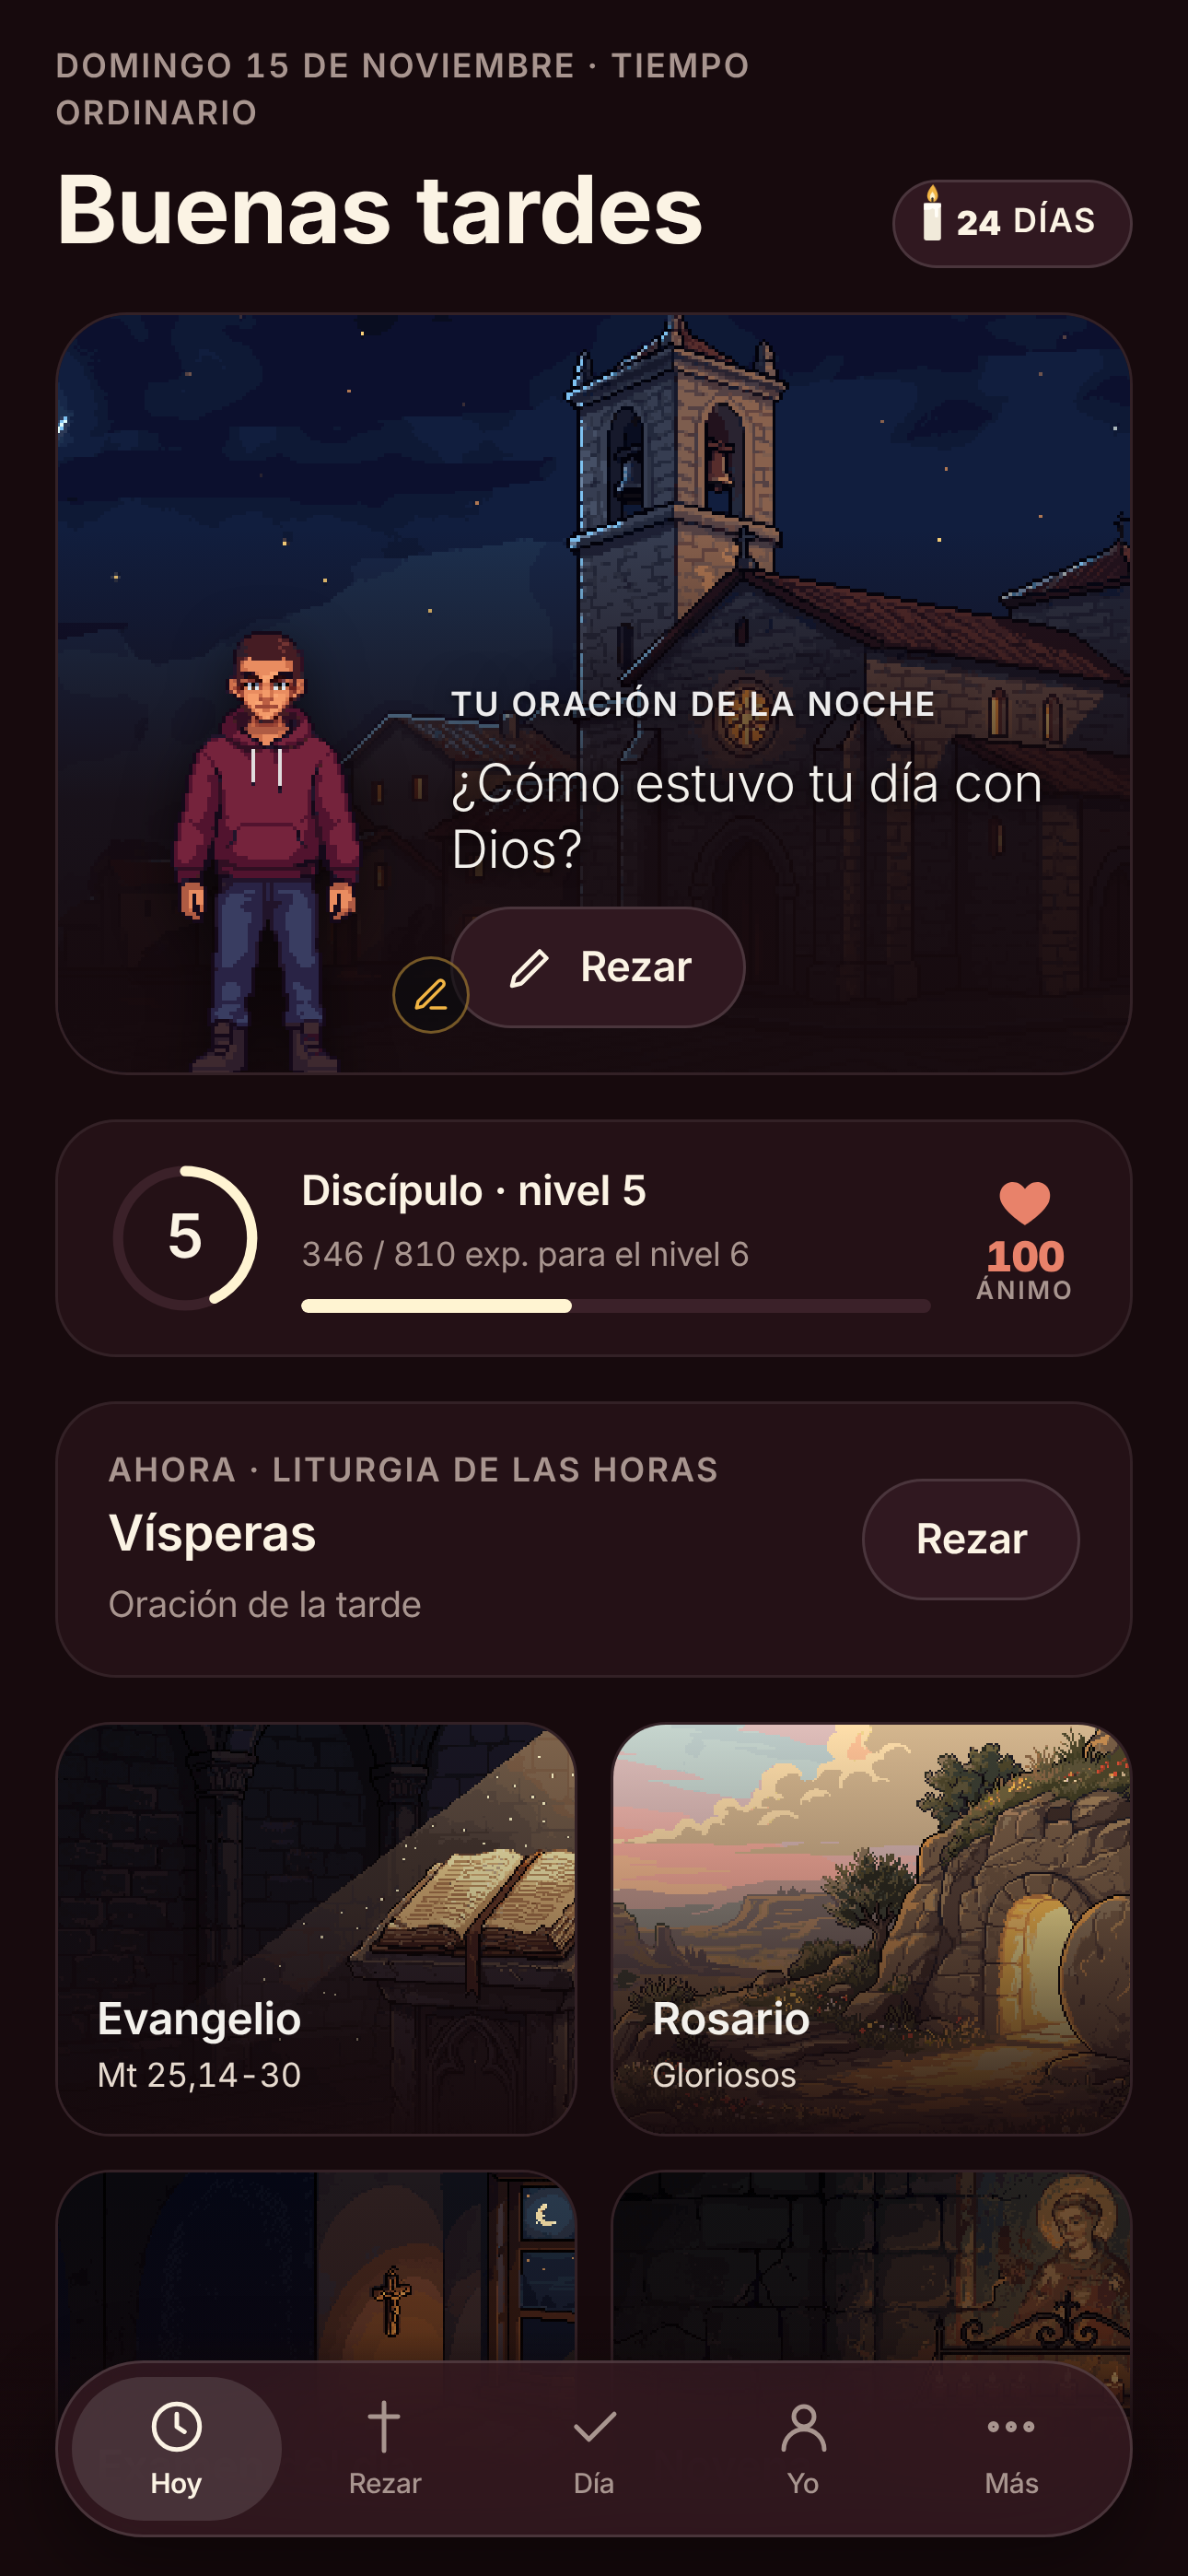 DOMINGO 15 DE NOVIEMBRE · TIEMPO
ORDINARIO
Buenas tardes
24 DÍAS
TU ORACIÓN DE LA NOCHE
¿Cómo estuvo tu día con
Dios?
Rezar
5
Discípulo · nivel 5
346 / 810 exp. para el nivel 6
100
ÁNIMO
AHORA · LITURGIA DE LAS HORAS
Vísperas
Oración de la tarde
Rezar
Evangelio
Mt 25,14-30
Rosario
Gloriosos
Hoy
Rezar
Día
Yo
Más